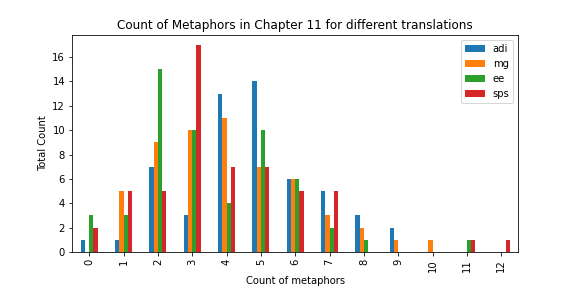 Count of Metaphors in Chapter 11 for different translations
adi
mg
ee
sps
Total Count
16
14
12
10
8
6
4
2
0
0 1 2 3 4 5 6 7 8 9 10 11 12
Count of metaphors